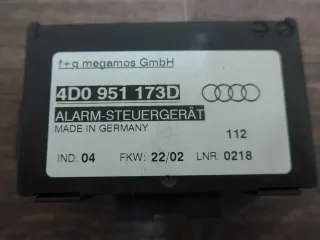 f+q megamos GmbH
4D0 951 173D
ALARM-STEUERGERÄT
MADE IN GERMANY
112
IND: 04 FKW: 22/02 LNR: 0218